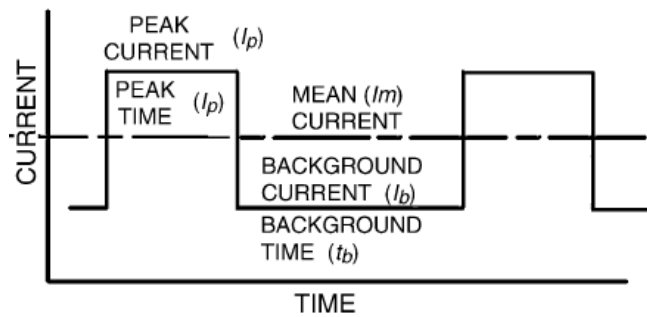 PEAK
CURRENT (Ip)
PEAK
TIME (Ip)
MEAN (Im)
CURRENT
BACKGROUND
CURRENT (Ib)
BACKGROUND
TIME (tb)
CURRENT
TIME